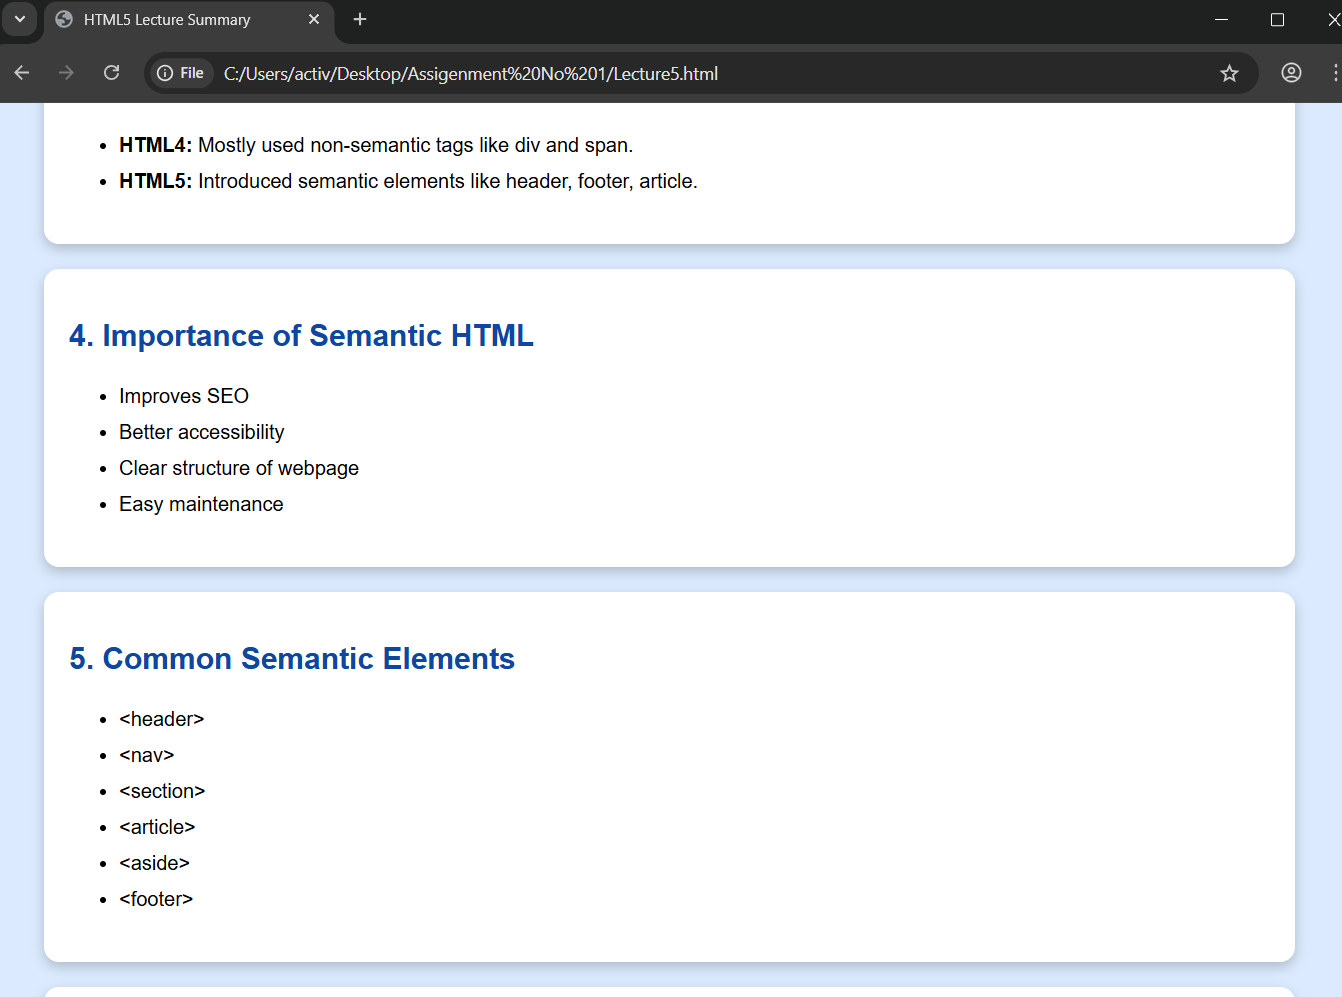 HTML5 Lecture Summary
File C:/Users/activ/Desktop/Assigenment%20No%201/Lecture5.html
HTML4: Mostly used non-semantic tags like div and span.
HTML5: Introduced semantic elements like header, footer, article.
4. Importance of Semantic HTML
Improves SEO
Better accessibility
Clear structure of webpage
Easy maintenance
5. Common Semantic Elements
<header>
<nav>
<section>
<article>
<aside>
<footer>